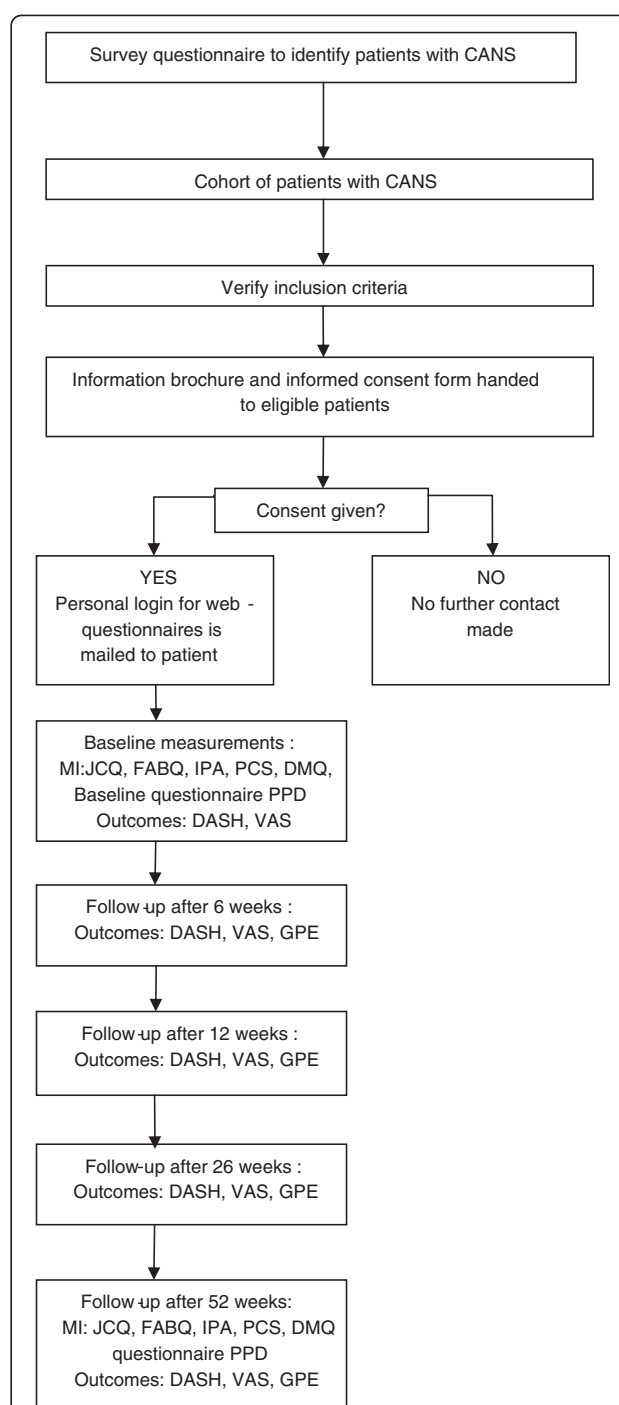 Survey questionnaire to identify patients with CANS
Cohort of patients with CANS
Verify inclusion criteria
Information brochure and informed consent form handed
to eligible patients
Consent given?
YES
Personal login for web -
questionnaires is
mailed to patient
NO
No further contact
made
Baseline measurements :
MI:JCQ, FABQ, IPA, PCS, DMQ,
Baseline questionnaire PPD
Outcomes: DASH, VAS
Follow-up after 6 weeks :
Outcomes: DASH, VAS, GPE
Follow-up after 12 weeks :
Outcomes: DASH, VAS, GPE
Follow-up after 26 weeks :
Outcomes: DASH, VAS, GPE
Follow-up after 52 weeks:
MI: JCQ, FABQ, IPA, PCS, DMQ
questionnaire PPD
Outcomes: DASH, VAS, GPE